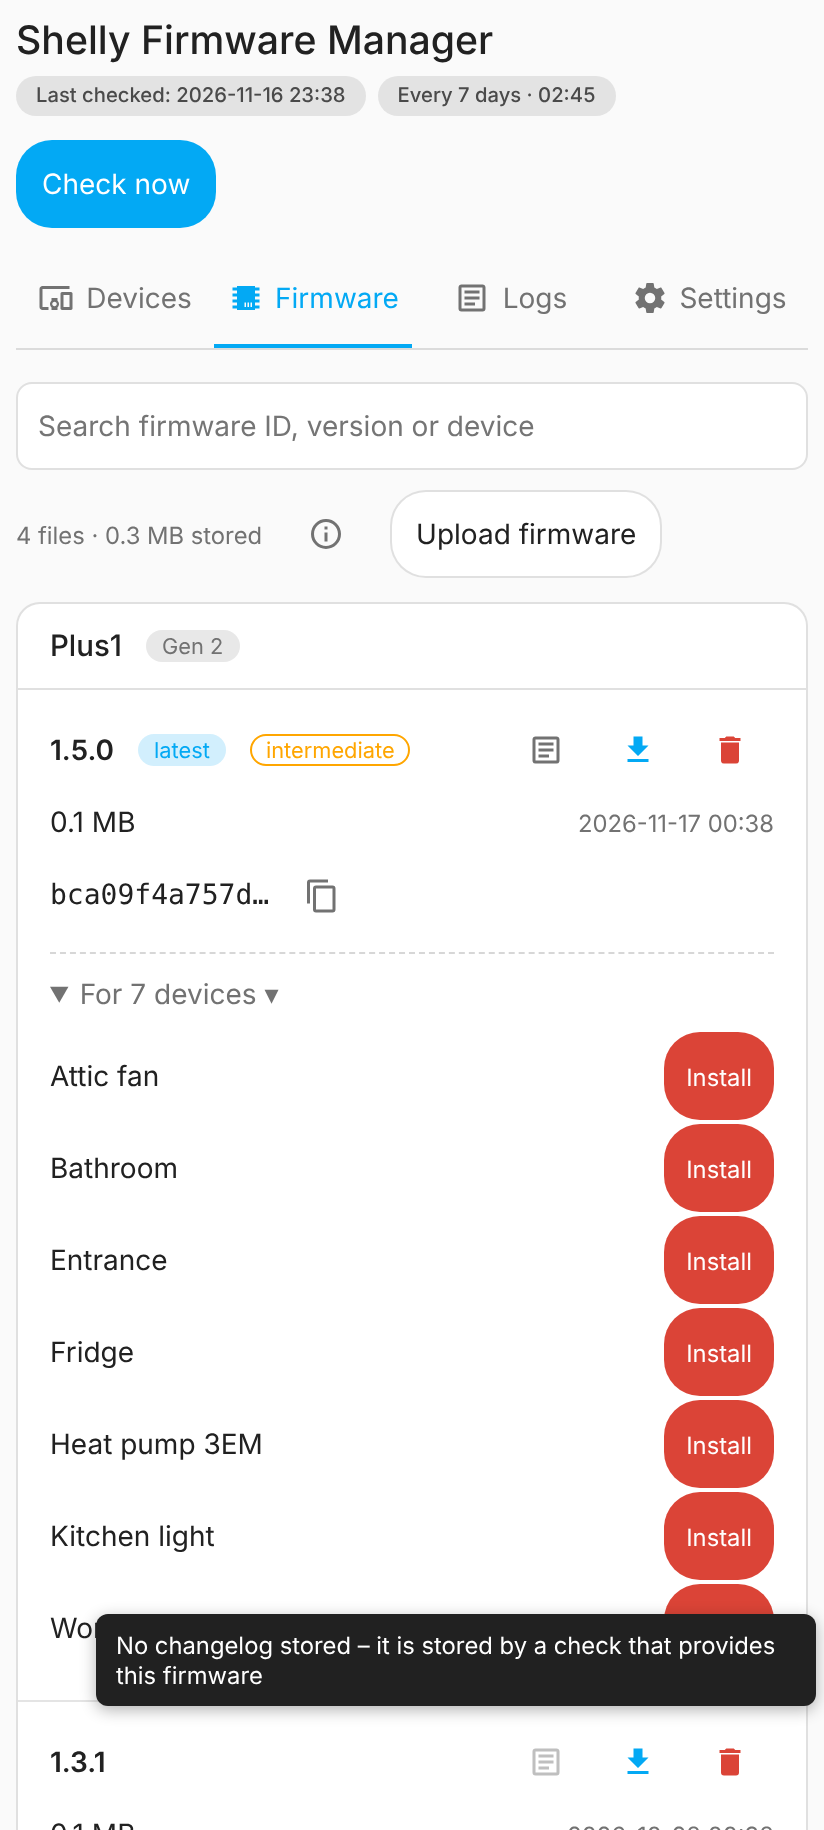 Shelly Firmware Manager
Last checked: 2026-11-16 23:38
Every 7 days · 02:45
Check now
Devices
Firmware
Logs
Settings
Search firmware ID, version or device
4 files · 0.3 MB stored
Upload firmware
Plus1
Gen 2
1.5.0
latest
intermediate
0.1 MB
2026-11-17 00:38
bca09f4a757d…
▼ For 7 devices ▾
Attic fan
Install
Bathroom
Install
Entrance
Install
Fridge
Install
Heat pump 3EM
Install
Kitchen light
Install
No changelog stored – it is stored by a check that provides
this firmware
1.3.1